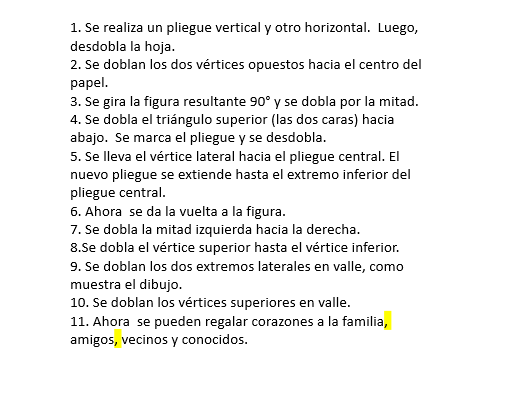 1. Se realiza un pliegue vertical y otro horizontal.  Luego,
desdobla la hoja.
2. Se doblan los dos vértices opuestos hacia el centro del
papel.
3. Se gira la figura resultante 90° y se dobla por la mitad.
4. Se dobla el triángulo superior (las dos caras) hacia
abajo.  Se marca el pliegue y se desdobla.
5. Se lleva el vértice lateral hacia el pliegue central. El
nuevo pliegue se extiende hasta el extremo inferior del
pliegue central.
6. Ahora  se da la vuelta a la figura.
7. Se dobla la mitad izquierda hacia la derecha.
8.Se dobla el vértice superior hasta el vértice inferior.
9. Se doblan los dos extremos laterales en valle, como
muestra el dibujo.
10. Se doblan los vértices superiores en valle.
11. Ahora  se pueden regalar corazones a la familia,
amigos, vecinos y conocidos.